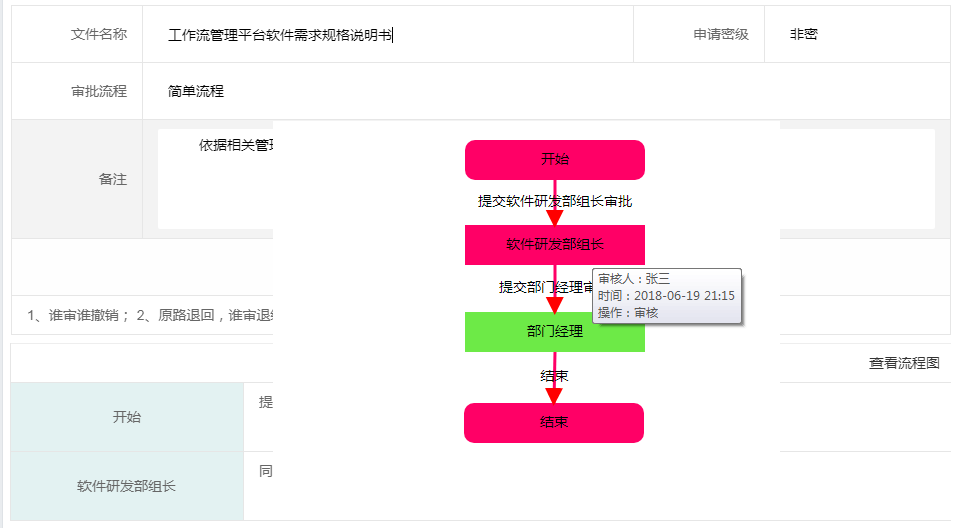 文件名称
工作流管理平台软件需求规格说明书
申请密级
非密
审批流程
简单流程
备注
依据相关管
开始
提交软件研发部组长审批
软件研发部组长
提交部门经理审
审核人：张三
时间：2018-06-19 21:15
操作：审核
部门经理
结束
结束
1、谁审谁撤销； 2、原路退回，谁审退
查看流程图
开始
提
软件研发部组长
同